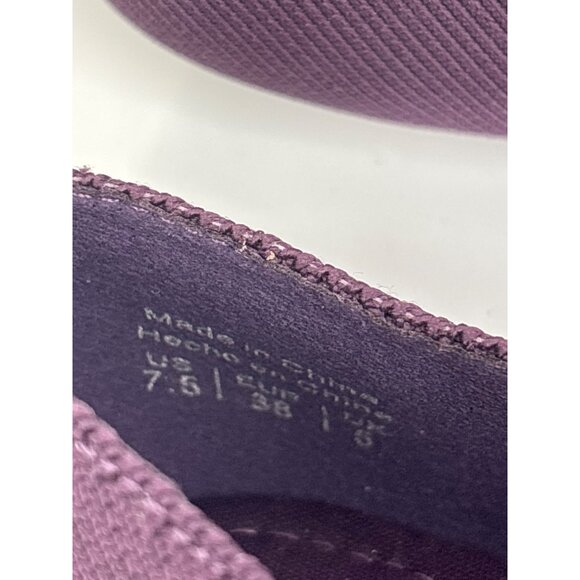 Made in China
Hecho en China
US | EUR | UK
7.5 | 38 | 5